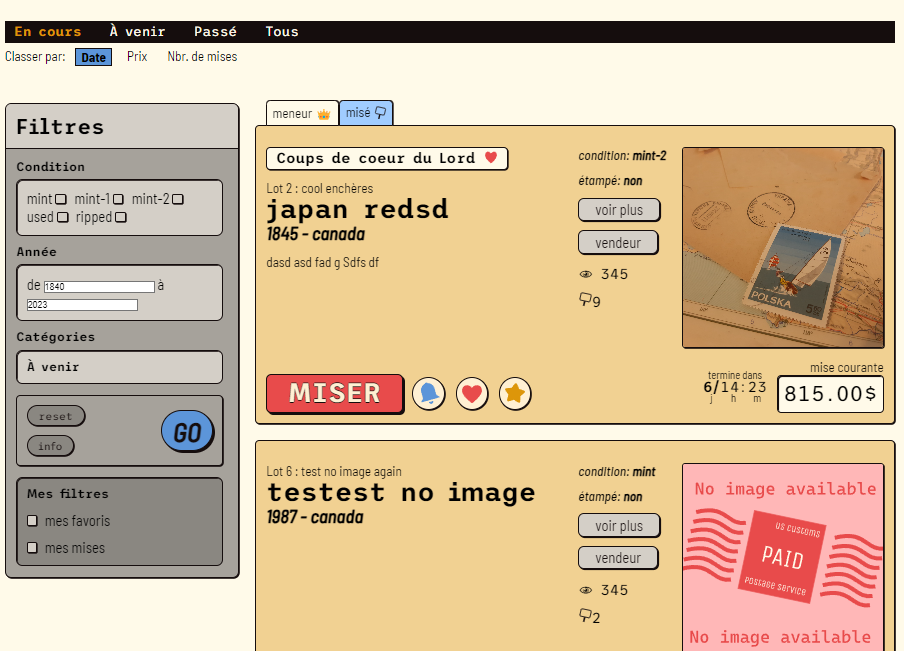 En cours À venir Passé Tous
Classer par: Date Prix Nbr. de mises
Filtres
Condition
mint mint-1 mint-2
used ripped
Année
de 1840 à
2023
Catégories
À venir
reset
info
GO
Mes filtres
mes favoris
mes mises
meneur misé
Coups de coeur du Lord
Lot 2 : cool enchères
japan redsd
1845 - canada
dasd asd fad g Sdfs df
condition: mint-2
étampé: non
voir plus
vendeur
345
9
POLSKA
MISER
termine dans
6/14:23
j h m
mise courante
815.00$
Lot 6 : test no image again
testest no image
1987 - canada
condition: mint
étampé: non
voir plus
vendeur
345
2
No image available
US CUSTOMS
PAID
Postage service
No image available